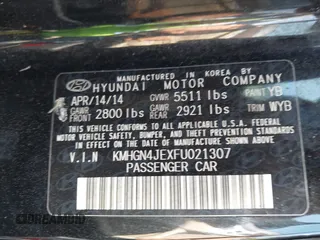 MANUFACTURED IN KOREA BY
HYUNDAI MOTOR COMPANY
APR/14/14 GVWR 5511 lbs PAINT YB
GAWR FRONT 2800 lbs GAWR REAR 2921 lbs TRIM WYB
THIS VEHICLE CONFORMS TO ALL APPLICABLE
FEDERAL MOTOR VEHICLE SAFETY, BUMPER, AND THEFT PREVENTION STANDARDS
IN EFFECT ON THE DATE OF MANUFACTURE SHOWN ABOVE.
V.I.N KMHGN4JEXFU021307
PASSENGER CAR